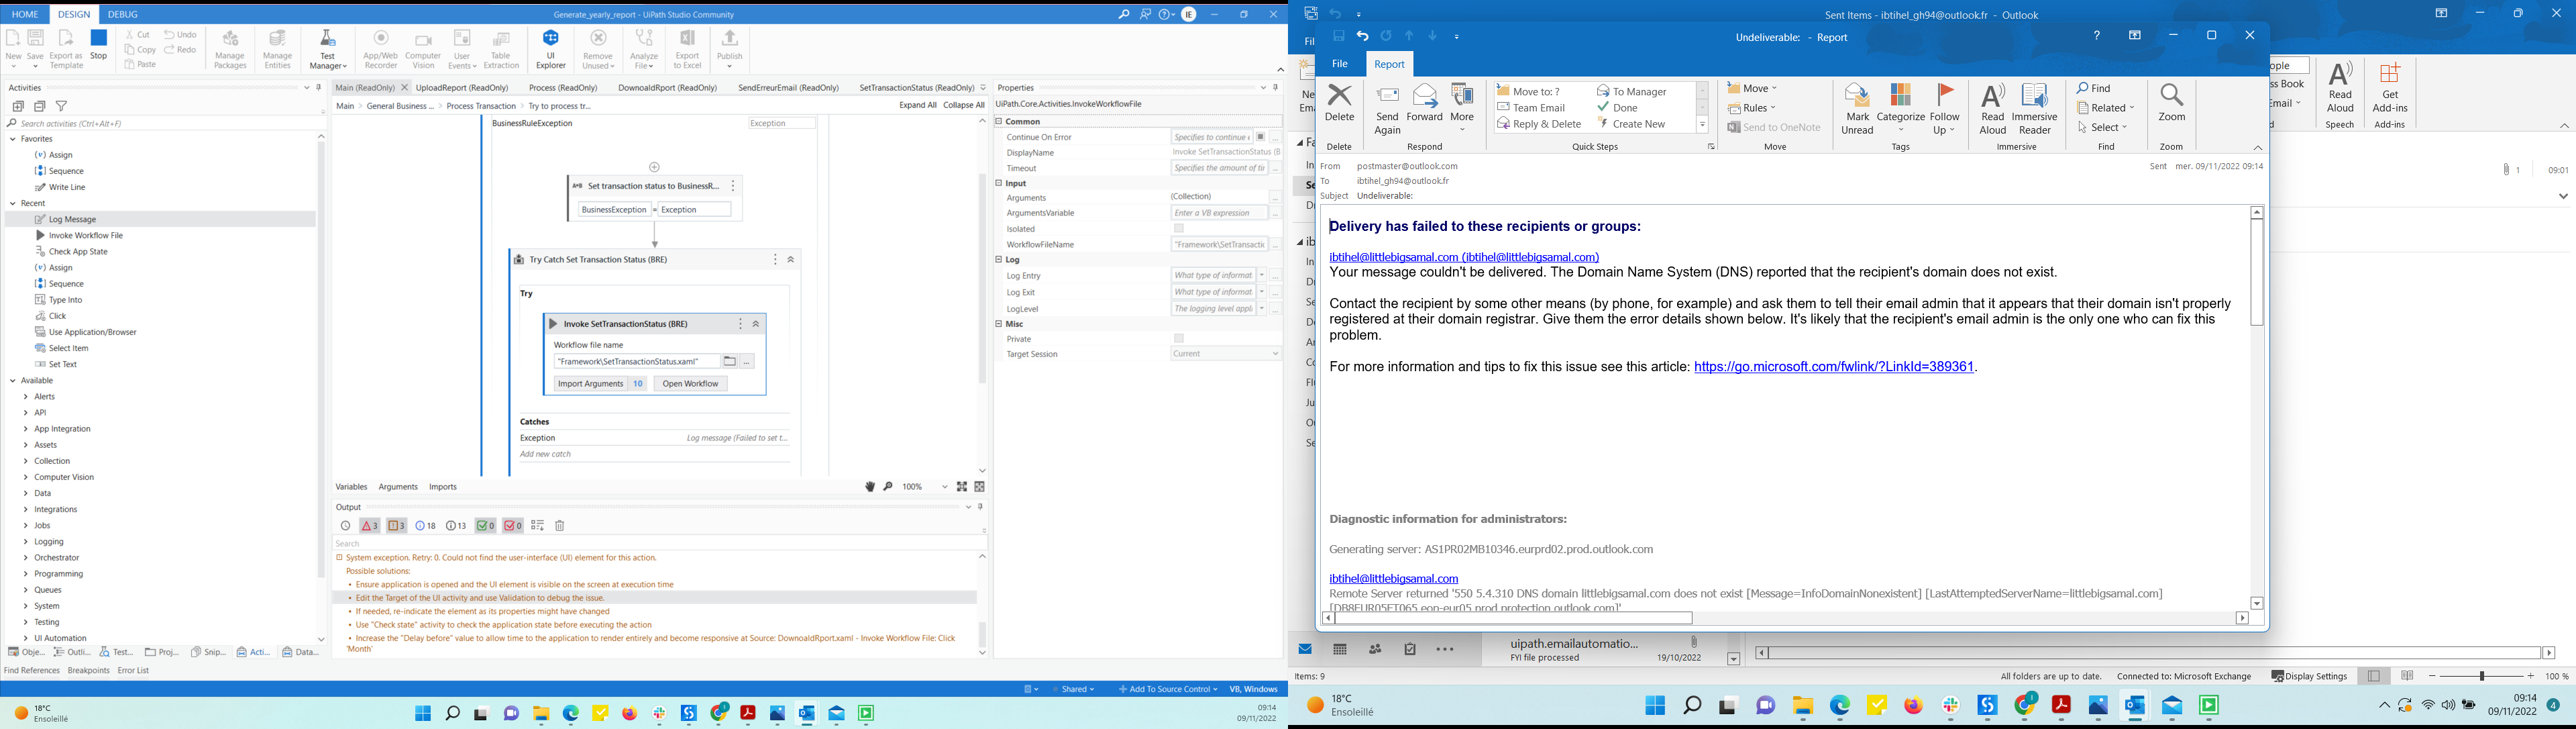 HOME DESIGN DEBUG
Generate_yearly_report - UiPath Studio Community
IE
New Save Export as Template Stop
Cut
Copy
Paste
Undo
Redo
Manage Packages
Manage Entities
Test Manager
App/Web Recorder
Computer Vision
User Events
Table Extraction
UI Explorer
Remove Unused
Analyze File
Export to Excel
Publish
Activities
Search activities (Ctrl+Alt+F)
Favorites
(v) Assign
Sequence
Write Line
Recent
Log Message
Invoke Workflow File
Check App State
(v) Assign
Sequence
Type Into
Click
Use Application/Browser
Select Item
Set Text
Available
Alerts
API
App Integration
Assets
Collection
Computer Vision
Data
Integrations
Jobs
Logging
Orchestrator
Programming
Queues
System
Testing
UI Automation
Obje... Outli... Test... Proj... Snip... Acti... Data...
Find References Breakpoints Error List
Main (ReadOnly) UploadReport (ReadOnly) Process (ReadOnly) DownoaldRport (ReadOnly) SendErreurEmail (ReadOnly) SetTransactionStatus (ReadOnly)
Main > General Business ... > Process Transaction > Try to process tr...
Expand All Collapse All
BusinessRuleException
Exception
Set transaction status to BusinessR...
BusinessException = Exception
Try Catch Set Transaction Status (BRE)
Try
Invoke SetTransactionStatus (BRE)
Workflow file name
"Framework\SetTransactionStatus.xaml"
Import Arguments 10 Open Workflow
Catches
Exception Log message (Failed to set t...
Add new catch
Variables Arguments Imports
100%
Output
3 3 18 13 0 0
Search
System exception. Retry: 0. Could not find the user-interface (UI) element for this action.
Possible solutions:
• Ensure application is opened and the UI element is visible on the screen at execution time
• Edit the Target of the UI activity and use Validation to debug the issue.
• If needed, re-indicate the element as its properties might have changed
• Use "Check state" activity to check the application state before executing the action
• Increase the "Delay before" value to allow time to the application to render entirely and become responsive at Source: DownoaldRport.xaml - Invoke Workflow File: Click
'Month'
Properties
UiPath.Core.Activities.InvokeWorkflowFile
Common
Continue On Error Specifies to continue
DisplayName Invoke SetTransactionStatus (B
Timeout Specifies the amount of ti
Input
Arguments (Collection)
ArgumentsVariable Enter a VB expression
Isolated
WorkflowFileName "Framework\SetTransactic
Log
Log Entry What type of informat
Log Exit What type of informat
LogLevel The logging level appli
Misc
Private
Target Session Current
Shared
Add To Source Control
VB, Windows
18°C
Ensoleillé
09:14
09/11/2022
Sent Items - ibtihel_gh94@outlook.fr - Outlook
Undeliverable: - Report
File Report
Delete
Send Again
Forward
More
Move to: ?
Team Email
Reply & Delete
To Manager
Done
Create New
Move
Rules
Send to OneNote
Mark Unread
Categorize
Follow Up
Read Aloud
Immersive Reader
Find
Related
Select
Zoom
Delete Respond Quick Steps Move Tags Immersive Find Zoom
From postmaster@outlook.com
Sent mer. 09/11/2022 09:14
To ibtihel_gh94@outlook.fr
Subject Undeliverable:
Delivery has failed to these recipients or groups:
ibtihel@littlebigsamal.com (ibtihel@littlebigsamal.com)
Your message couldn't be delivered. The Domain Name System (DNS) reported that the recipient's domain does not exist.
Contact the recipient by some other means (by phone, for example) and ask them to tell their email admin that it appears that their domain isn't properly
registered at their domain registrar. Give them the error details shown below. It's likely that the recipient's email admin is the only one who can fix this
problem.
For more information and tips to fix this issue see this article: https://go.microsoft.com/fwlink/?LinkId=389361.
Diagnostic information for administrators:
Generating server: AS1PR02MB10346.eurprd02.prod.outlook.com
ibtihel@littlebigsamal.com
Remote Server returned '550 5.4.310 DNS domain littlebigsamal.com does not exist [Message=InfoDomainNonexistent] [LastAttemptedServerName=littlebigsamal.com]
[DB8EUR05FT065.eop-eur05.prod.protection.outlook.com]'
Read Aloud
Get Add-ins
Speech Add-ins
1 09:01
uipath.emailautomatio...
FYI file processed 19/10/2022
Items: 9
All folders are up to date. Connected to: Microsoft Exchange Display Settings 100 %
18°C
Ensoleillé
09:14
09/11/2022
4